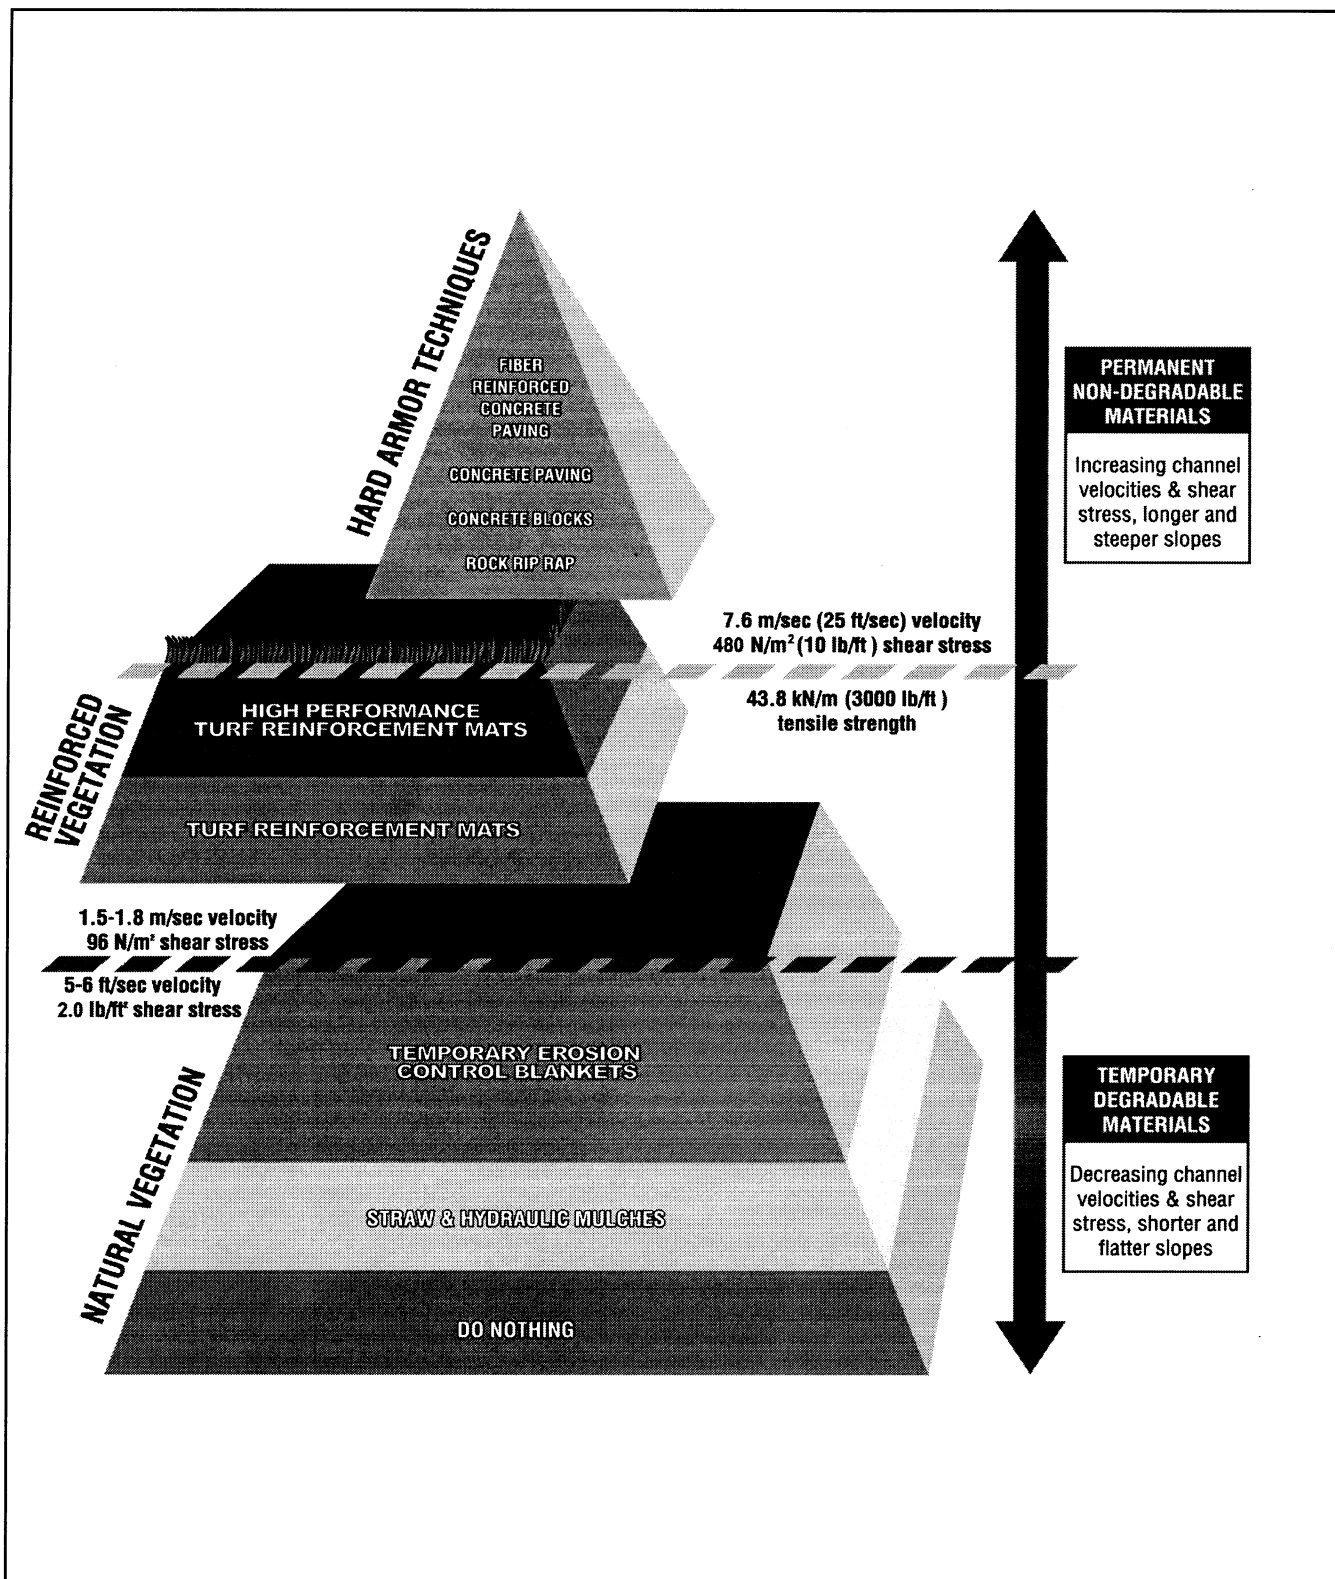 HARD ARMOR TECHNIQUES
FIBER
REINFORCED
CONCRETE
PAVING
CONCRETE PAVING
CONCRETE BLOCKS
ROCK RIP RAP
PERMANENT
NON-DEGRADABLE
MATERIALS
Increasing channel
velocities & shear
stress, longer and
steeper slopes
7.6 m/sec (25 ft/sec) velocity
480 N/m² (10 lb/ft ) shear stress
43.8 kN/m (3000 lb/ft )
tensile strength
REINFORCED
VEGETATION
HIGH PERFORMANCE
TURF REINFORCEMENT MATS
TURF REINFORCEMENT MATS
1.5-1.8 m/sec velocity
96 N/m² shear stress
5-6 ft/sec velocity
2.0 lb/ft² shear stress
NATURAL VEGETATION
TEMPORARY EROSION
CONTROL BLANKETS
STRAW & HYDRAULIC MULCHES
DO NOTHING
TEMPORARY
DEGRADABLE
MATERIALS
Decreasing channel
velocities & shear
stress, shorter and
flatter slopes